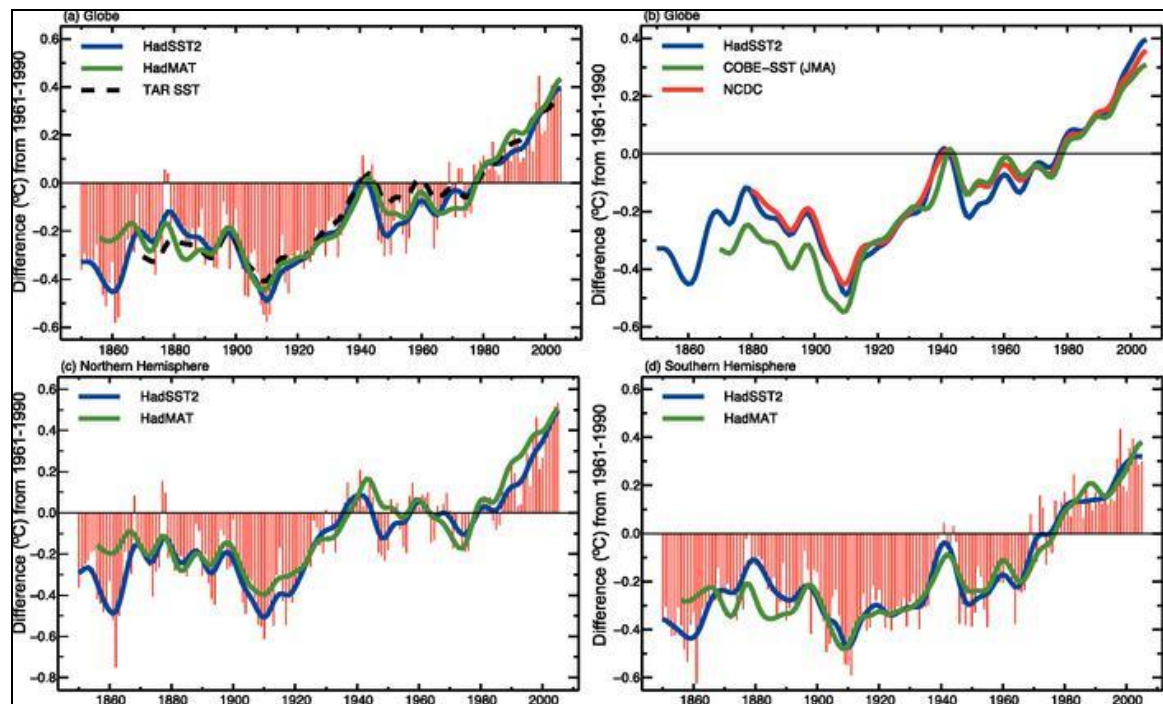 (a) Globe
HadSST2
HadMAT
TAR SST
Difference (ºC) from 1961-1990
0.6
0.4
0.2
0.0
−0.2
−0.4
−0.6
1860 1880 1900 1920 1940 1960 1980 2000
(b) Globe
HadSST2
COBE-SST (JMA)
NCDC
Difference (ºC) from 1961-1990
0.4
0.2
0.0
−0.2
−0.4
−0.6
1860 1880 1900 1920 1940 1960 1980 2000
(c) Northern Hemisphere
HadSST2
HadMAT
Difference (ºC) from 1961-1990
0.4
0.2
0.0
−0.2
−0.4
−0.6
−0.8
1860 1880 1900 1920 1940 1960 1980 2000
(d) Southern Hemisphere
HadSST2
HadMAT
Difference (ºC) from 1961-1990
0.6
0.4
0.2
0.0
−0.2
−0.4
−0.6
1860 1880 1900 1920 1940 1960 1980 2000